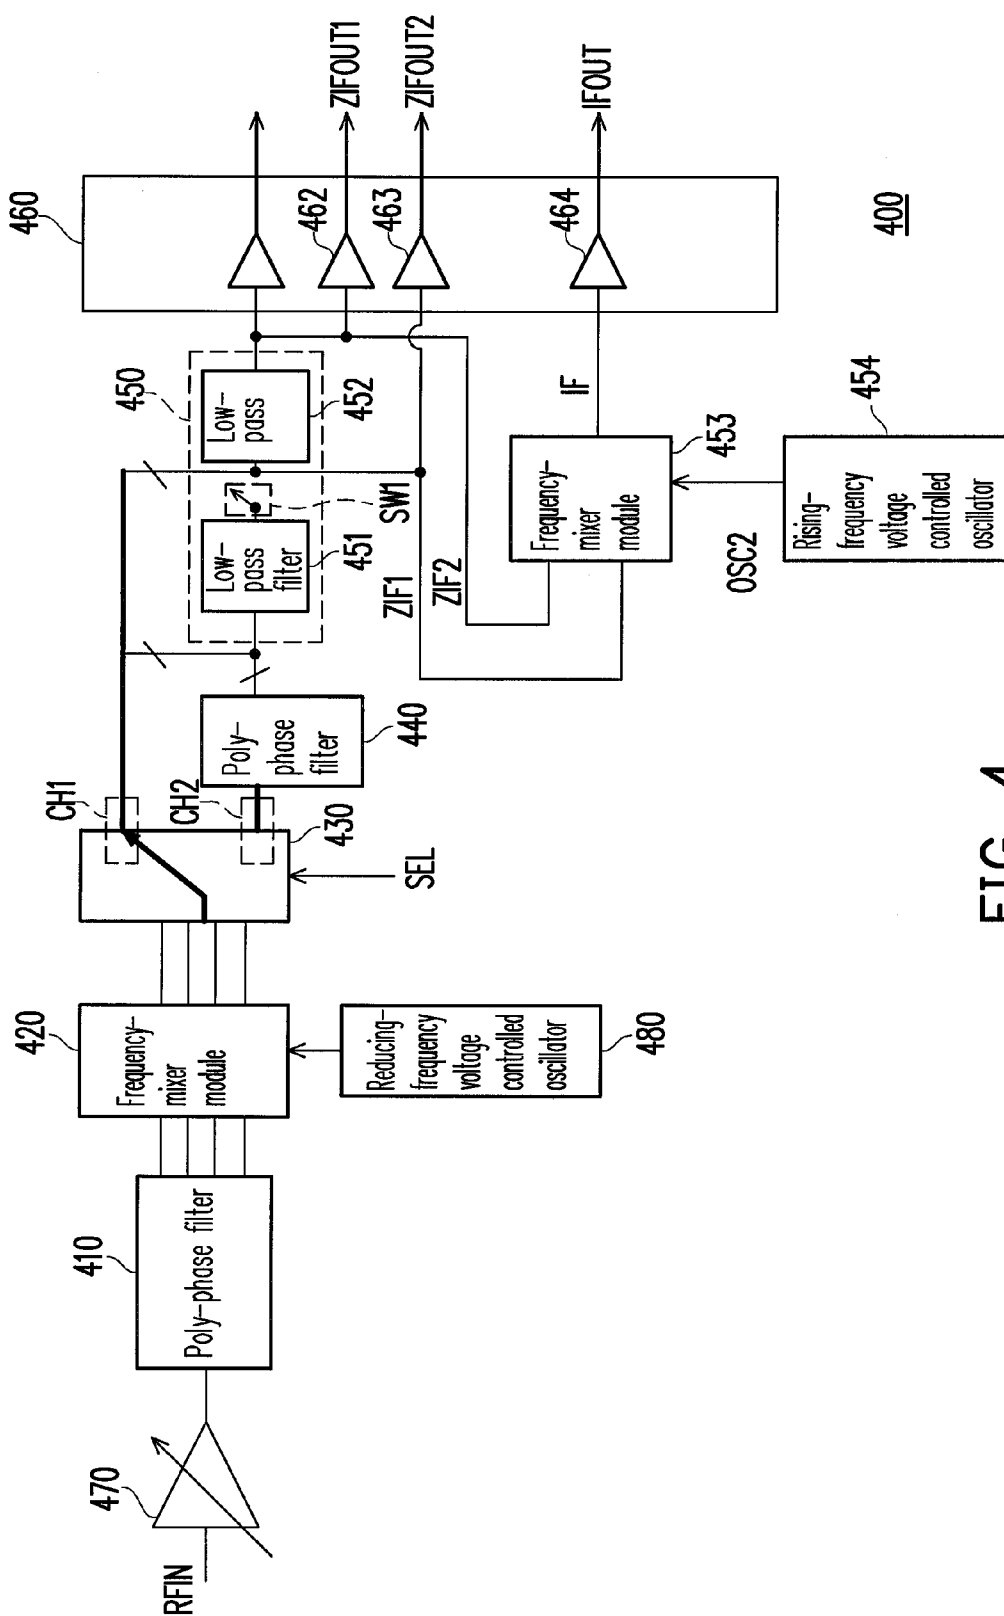 RFIN
470
410
Poly-phase filter
420
Frequency-
mixer
module
Reducing-
frequency
voltage
controlled
oscillator
480
CH1
CH2
430
SEL
Poly-
phase
filter
440
450
Low-
pass
filter
451
SW1
Low-
pass
452
ZIF1
ZIF2
Frequency-
mixer
module
453
IF
OSC2
Rising-
frequency
voltage
controlled
oscillator
454
460
462
463
464
ZIFOUT1
ZIFOUT2
IFOUT
400
FIG. 4